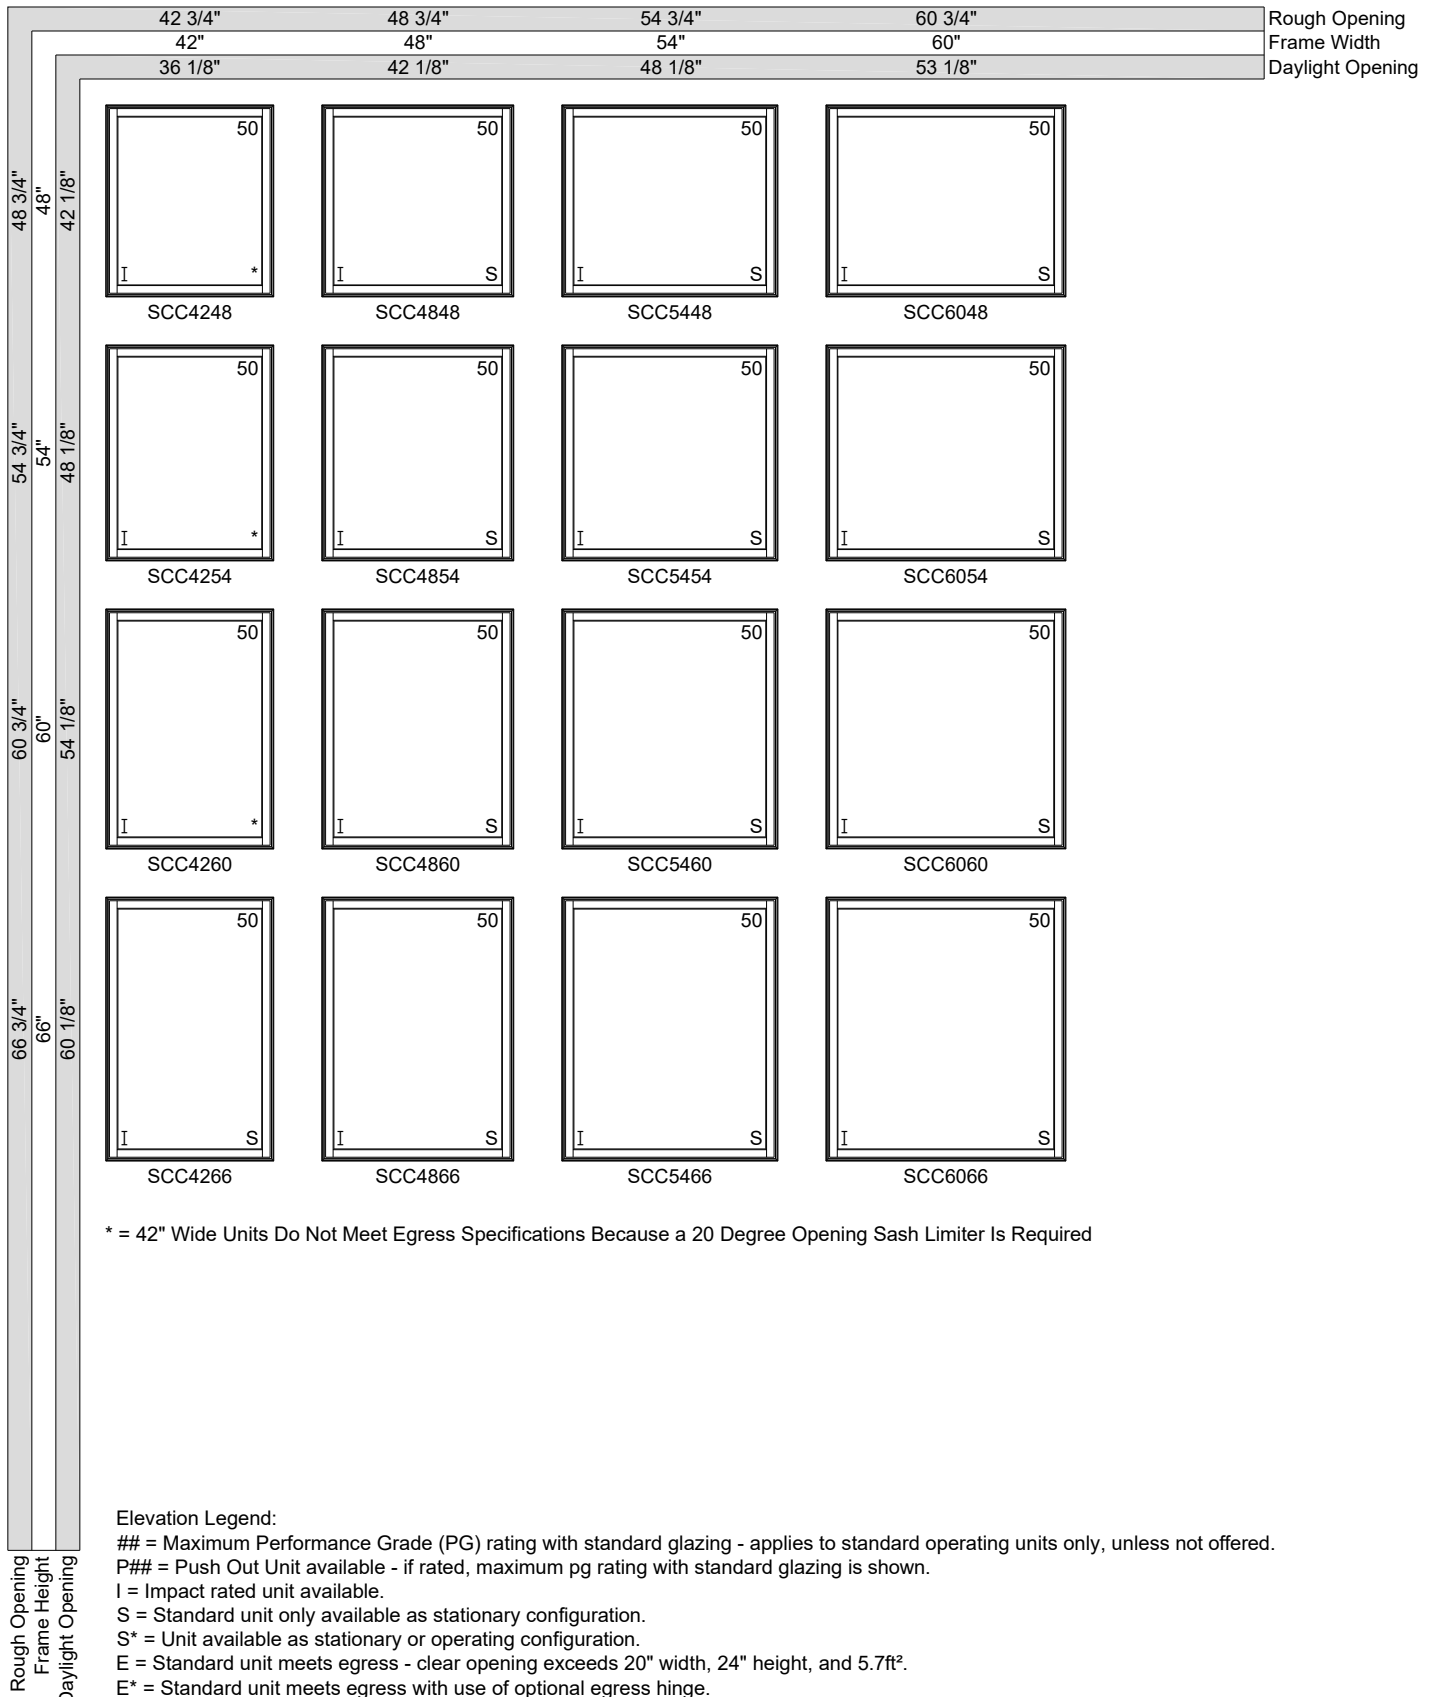 42 3/4" 48 3/4" 54 3/4" 60 3/4" Rough Opening
42" 48" 54" 60" Frame Width
36 1/8" 42 1/8" 48 1/8" 53 1/8" Daylight Opening
48 3/4" 48" 42 1/8"
50 50 50 50
I * I S I S I S
SCC4248 SCC4848 SCC5448 SCC6048
54 3/4" 54" 48 1/8"
50 50 50 50
I * I S I S I S
SCC4254 SCC4854 SCC5454 SCC6054
60 3/4" 60" 54 1/8"
50 50 50 50
I * I S I S I S
SCC4260 SCC4860 SCC5460 SCC6060
66 3/4" 66" 60 1/8"
50 50 50 50
I S I S I S I S
SCC4266 SCC4866 SCC5466 SCC6066
* = 42" Wide Units Do Not Meet Egress Specifications Because a 20 Degree Opening Sash Limiter Is Required
Rough Opening
Frame Height
Daylight Opening
Elevation Legend:
## = Maximum Performance Grade (PG) rating with standard glazing - applies to standard operating units only, unless not offered.
P## = Push Out Unit available - if rated, maximum pg rating with standard glazing is shown.
I = Impact rated unit available.
S = Standard unit only available as stationary configuration.
S* = Unit available as stationary or operating configuration.
E = Standard unit meets egress - clear opening exceeds 20" width, 24" height, and 5.7ft².
E* = Standard unit meets egress with use of optional egress hinge.